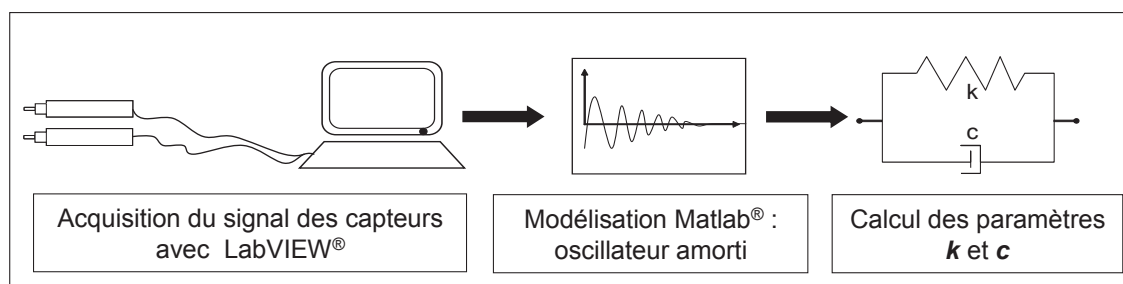 k
c
Acquisition du signal des capteurs
avec LabVIEW®
Modélisation Matlab® :
oscillateur amorti
Calcul des paramètres
k et c